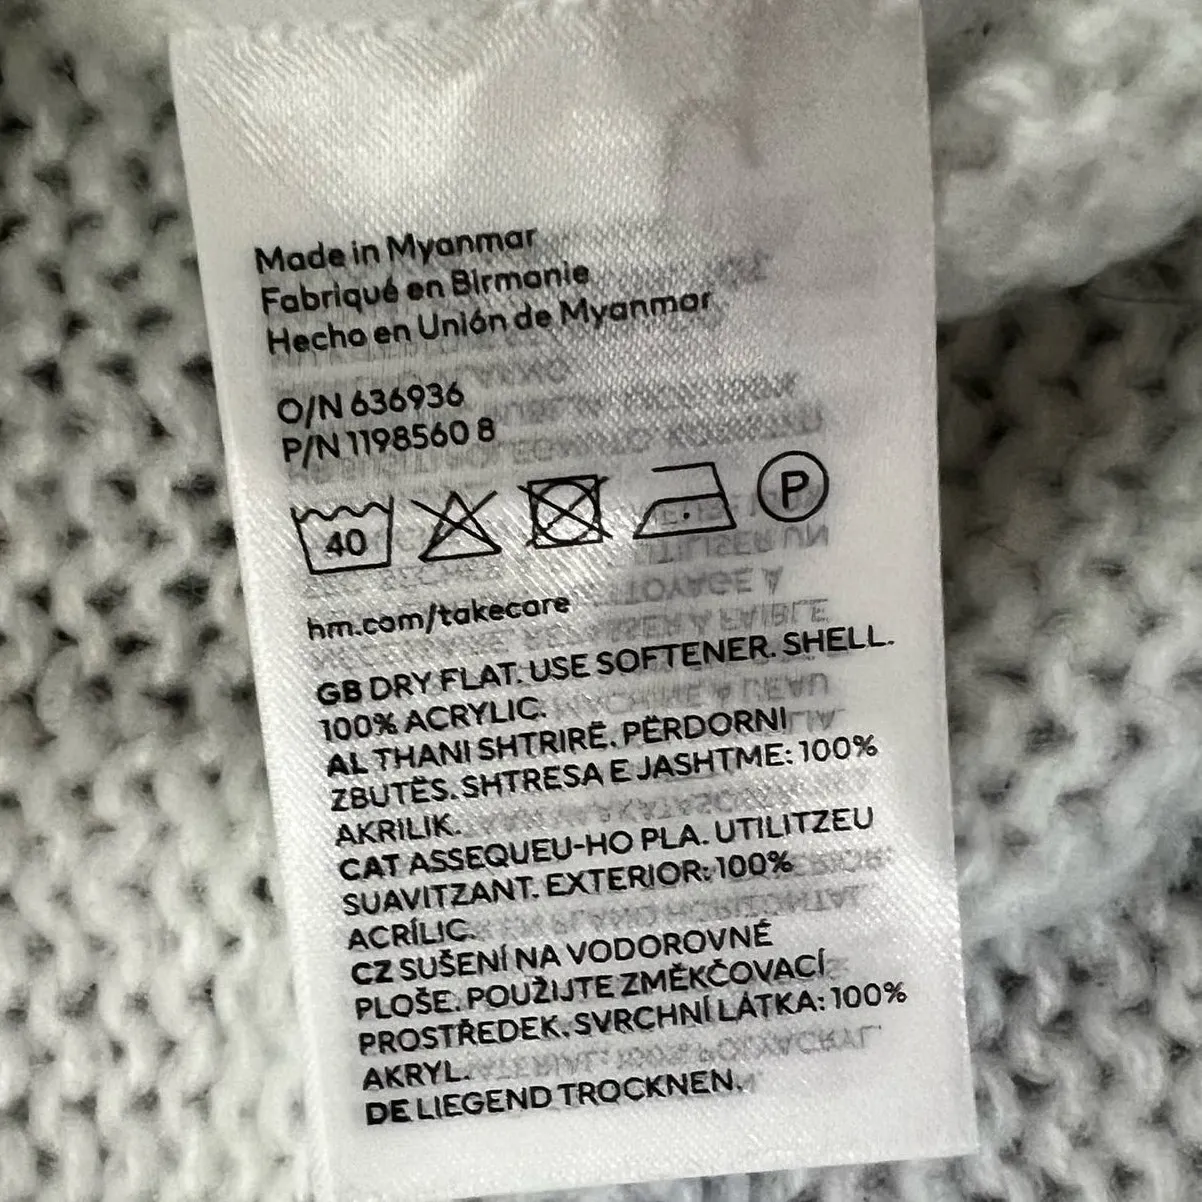 Made in Myanmar
Fabriqué en Birmanie
Hecho en Unión de Myanmar
O/N 636936
P/N 1198560 8
40 P
hm.com/takecare
GB DRY FLAT. USE SOFTENER. SHELL.
100% ACRYLIC.
AL THANI SHTRIRË. PËRDORNI
ZBUTËS. SHTRESA E JASHTME: 100%
AKRILIK.
CAT ASSEQUEU-HO PLA. UTILITZEU
SUAVITZANT. EXTERIOR: 100%
ACRÍLIC.
CZ SUŠENÍ NA VODOROVNÉ
PLOŠE. POUŽIJTE ZMĚKČOVACÍ
PROSTŘEDEK. SVRCHNÍ LÁTKA: 100%
AKRYL.
DE LIEGEND TROCKNEN.